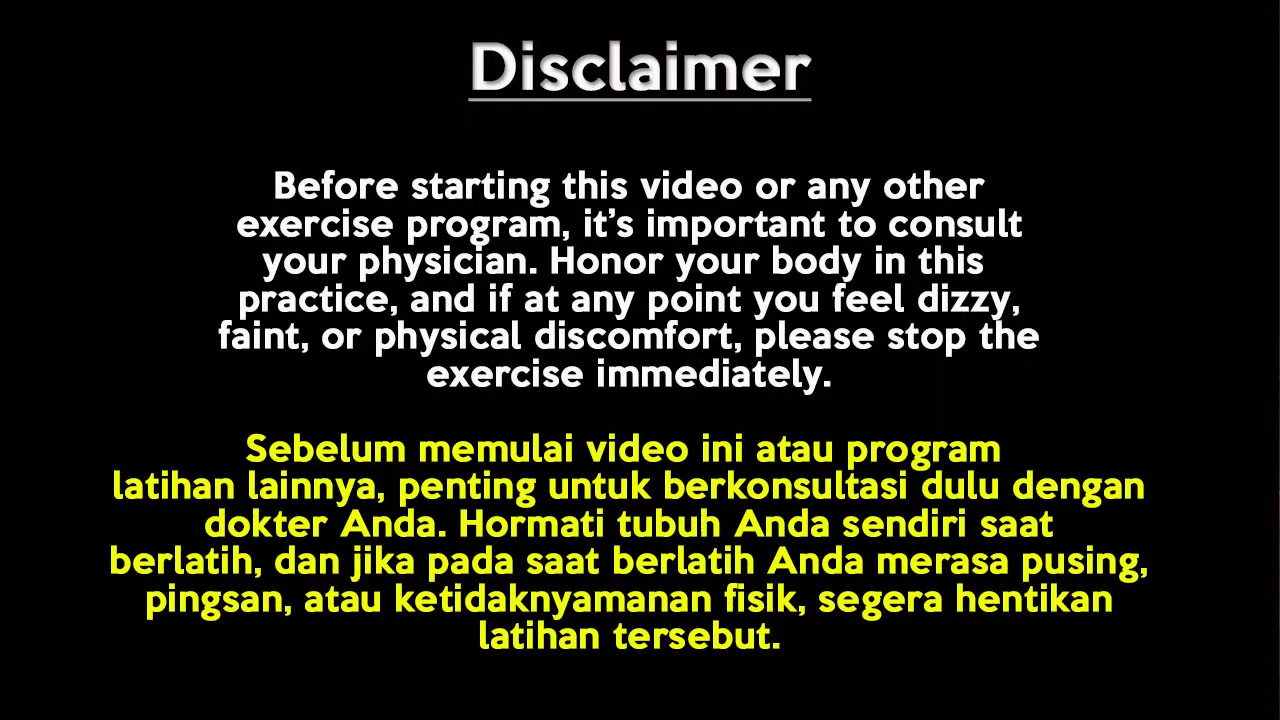 Disclaimer
Before starting this video or any other
exercise program, it's important to consult
your physician. Honor your body in this
practice, and if at any point you feel dizzy,
faint, or physical discomfort, please stop the
exercise immediately.
Sebelum memulai video ini atau program
latihan lainnya, penting untuk berkonsultasi dulu dengan
dokter Anda. Hormati tubuh Anda sendiri saat
berlatih, dan jika pada saat berlatih Anda merasa pusing,
pingsan, atau ketidaknyamanan fisik, segera hentikan
latihan tersebut.